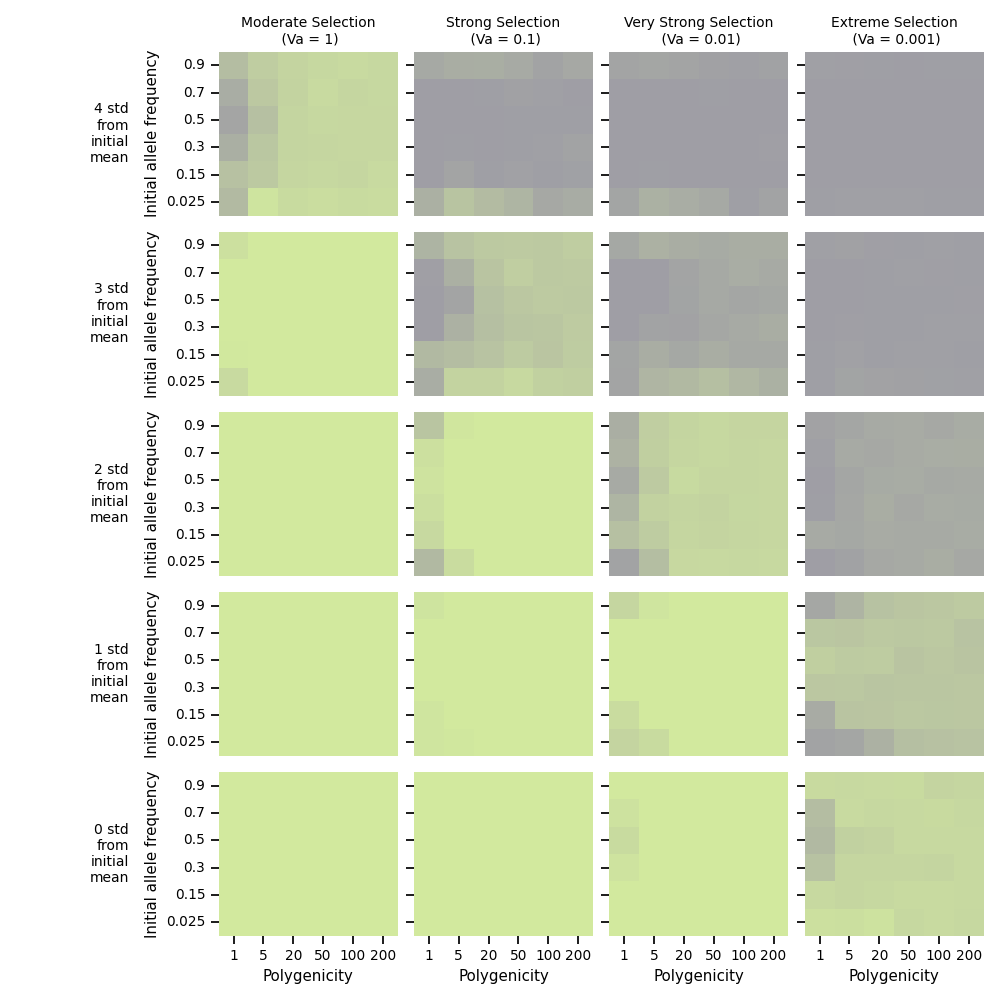 Moderate Selection
(Va = 1)
Strong Selection
(Va = 0.1)
Very Strong Selection
(Va = 0.01)
Extreme Selection
(Va = 0.001)
4 std
from
initial
mean
Initial allele frequency
0.9
0.7
0.5
0.3
0.15
0.025
3 std
from
initial
mean
Initial allele frequency
0.9
0.7
0.5
0.3
0.15
0.025
2 std
from
initial
mean
Initial allele frequency
0.9
0.7
0.5
0.3
0.15
0.025
1 std
from
initial
mean
Initial allele frequency
0.9
0.7
0.5
0.3
0.15
0.025
0 std
from
initial
mean
Initial allele frequency
0.9
0.7
0.5
0.3
0.15
0.025
1 5 20 50 100 200
Polygenicity
1 5 20 50 100 200
Polygenicity
1 5 20 50 100 200
Polygenicity
1 5 20 50 100 200
Polygenicity